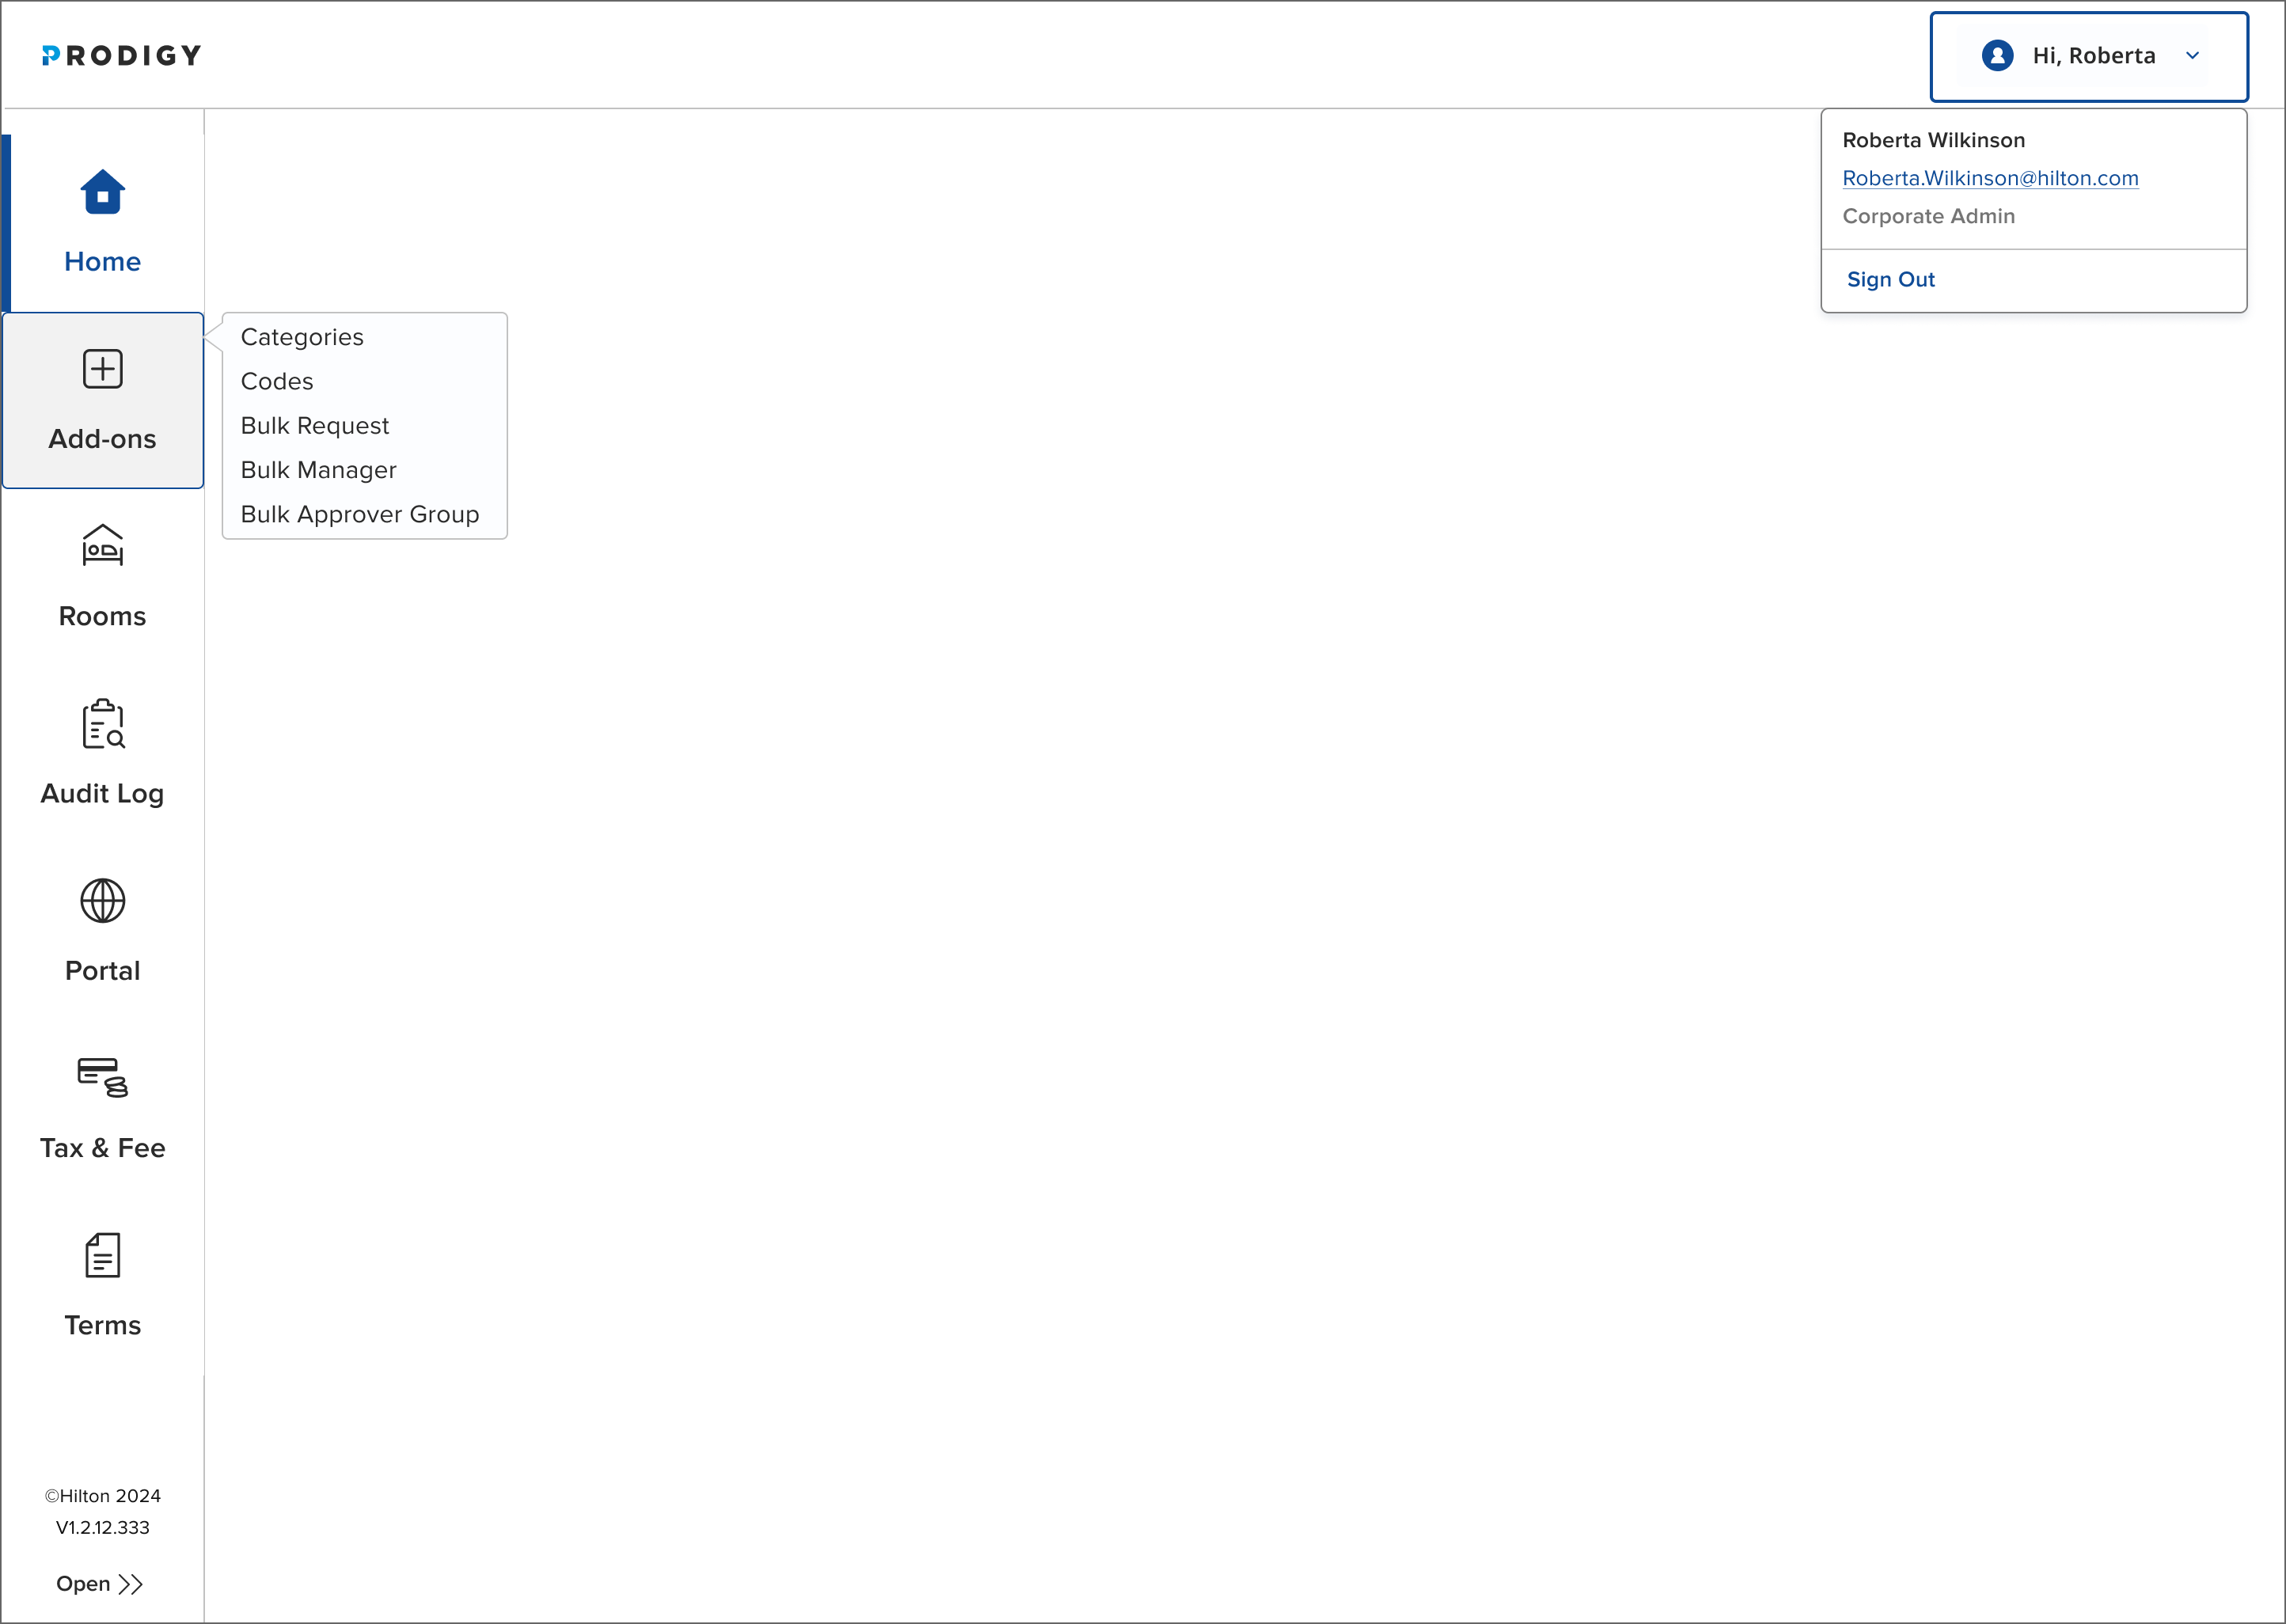 PRODIGY
Hi, Roberta
Roberta Wilkinson
Roberta.Wilkinson@hilton.com
Corporate Admin
Sign Out
Home
Add-ons
Categories
Codes
Bulk Request
Bulk Manager
Bulk Approver Group
Rooms
Audit Log
Portal
Tax & Fee
Terms
©Hilton 2024
V1.2.12.333
Open